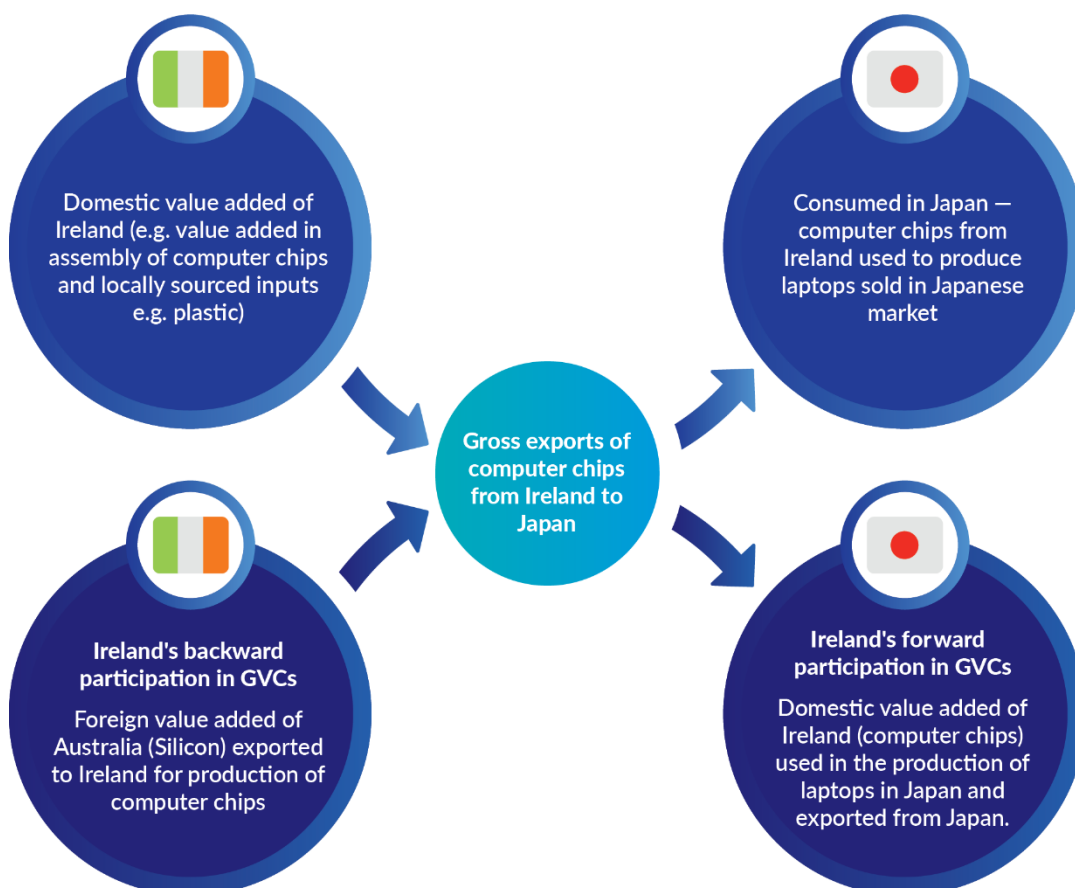 Domestic value added of
Ireland (e.g. value added in
assembly of computer chips
and locally sourced inputs
e.g. plastic)
Consumed in Japan —
computer chips from
Ireland used to produce
laptops sold in Japanese
market
Gross exports of
computer chips
from Ireland to
Japan
Ireland's backward
participation in GVCs
Foreign value added of
Australia (Silicon) exported
to Ireland for production of
computer chips
Ireland's forward
participation in GVCs
Domestic value added of
Ireland (computer chips)
used in the production of
laptops in Japan and
exported from Japan.